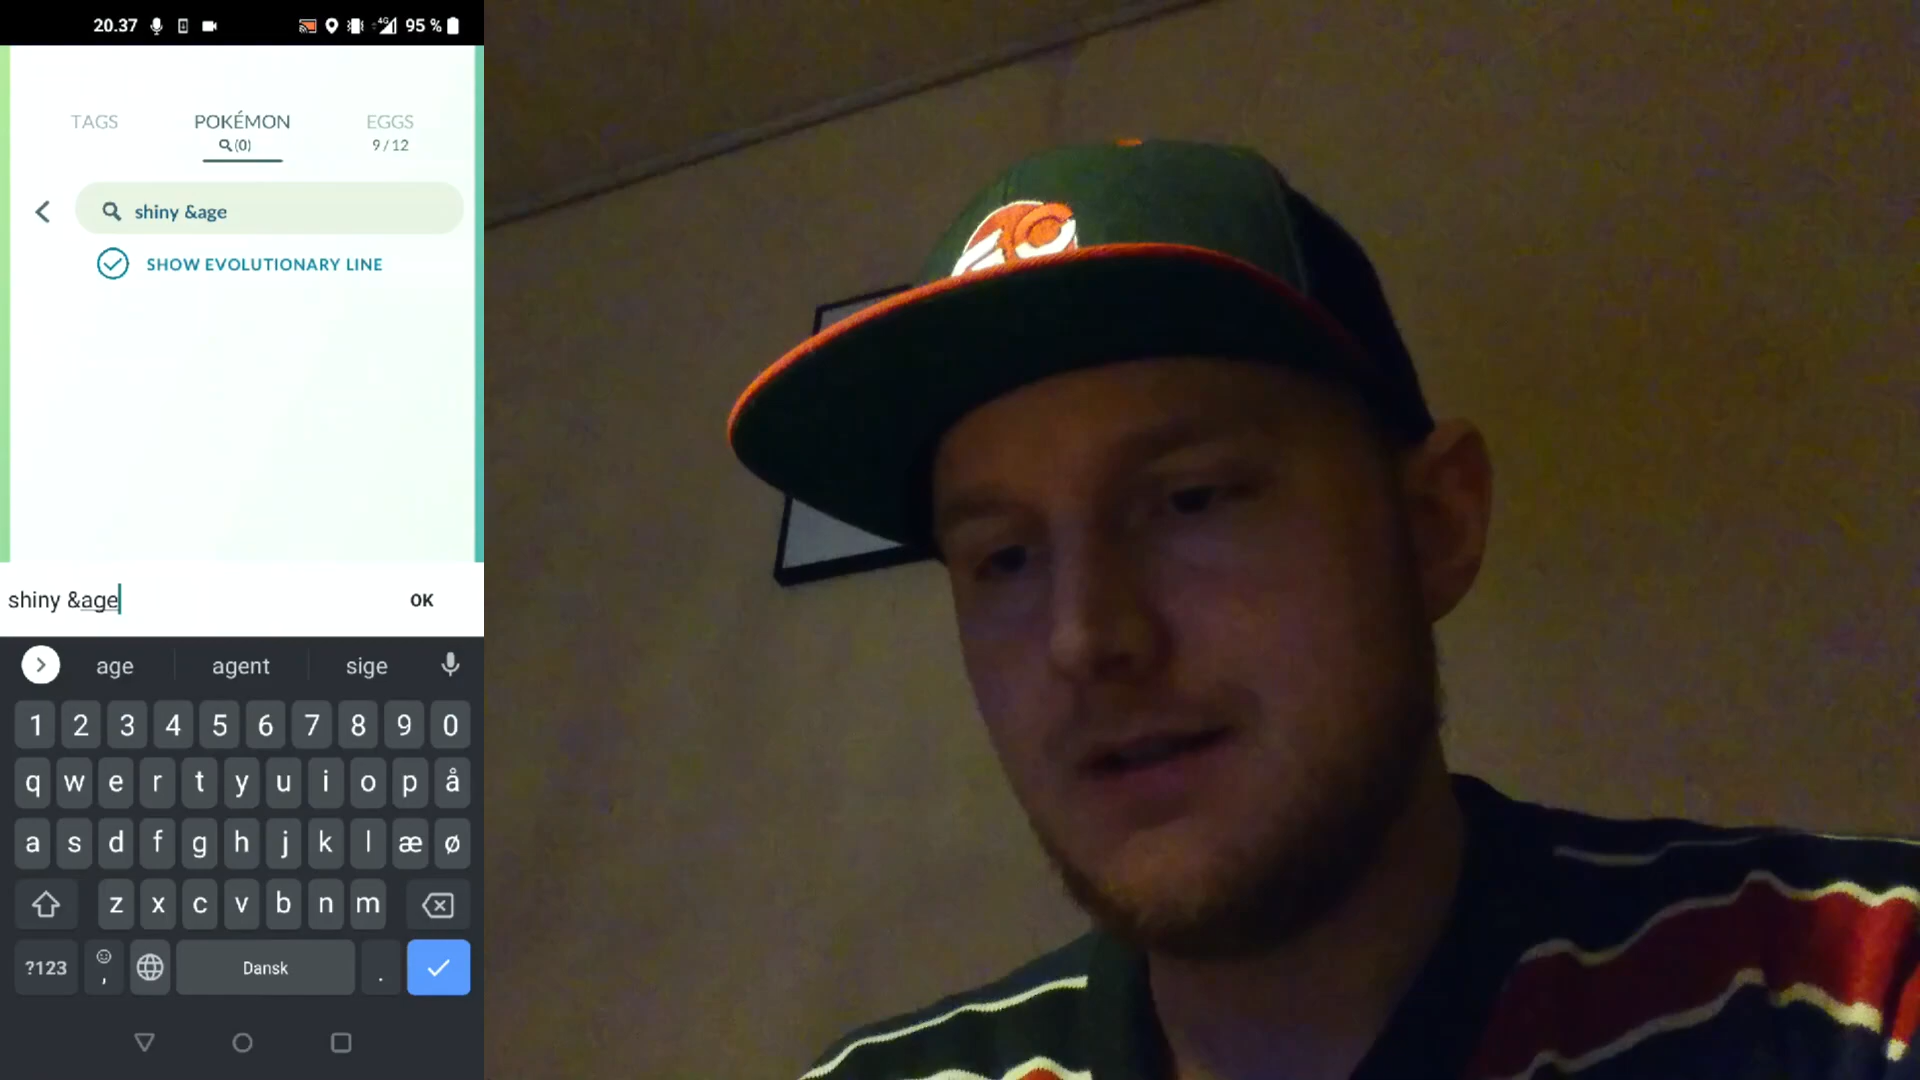 20.37 4G 95 %
TAGS POKÉMON EGGS
(0) 9 / 12
shiny &age
SHOW EVOLUTIONARY LINE
shiny &age OK
age agent sige
1 2 3 4 5 6 7 8 9 0
q w e r t y u i o p å
a s d f g h j k l æ ø
z x c v b n m
?123 , Dansk .